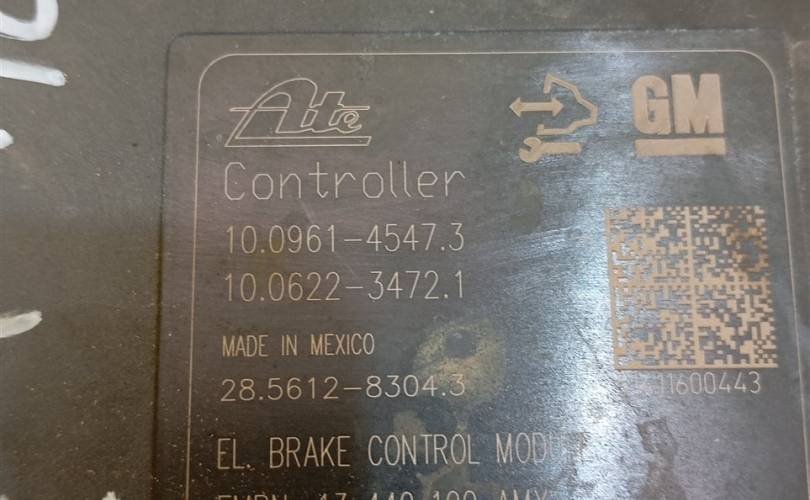 Ate
GM
Controller
10.0961-4547.3
10.0622-3472.1
MADE IN MEXICO
28.5612-8304.3
11600443
EL. BRAKE CONTROL